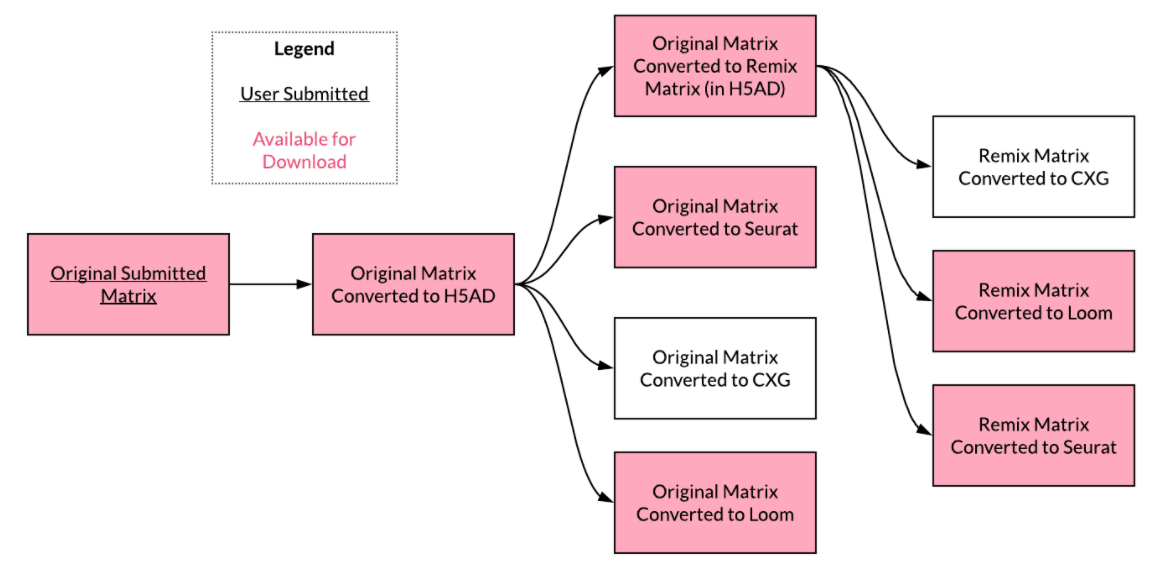 Legend
User Submitted
Available for
Download
Original Submitted
Matrix
Original Matrix
Converted to H5AD
Original Matrix
Converted to Remix
Matrix (in H5AD)
Original Matrix
Converted to Seurat
Original Matrix
Converted to CXG
Original Matrix
Converted to Loom
Remix Matrix
Converted to CXG
Remix Matrix
Converted to Loom
Remix Matrix
Converted to Seurat